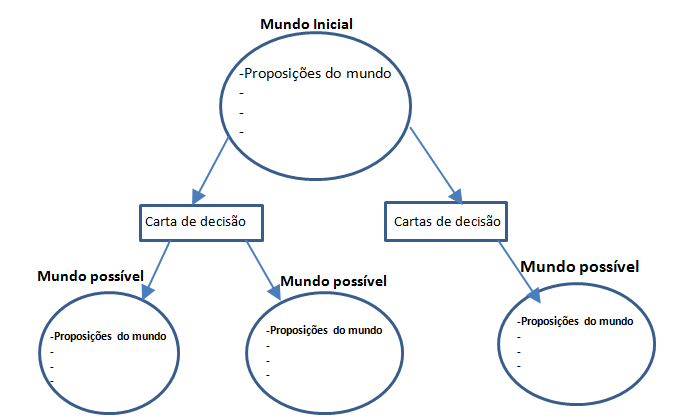 Mundo Inicial
-Proposições do mundo
-
-
-
Carta de decisão
Cartas de decisão
Mundo possível
-Proposições do mundo
-
-
-
Mundo possível
-Proposições do mundo
-
-
-
Mundo possível
-Proposições do mundo
-
-
-